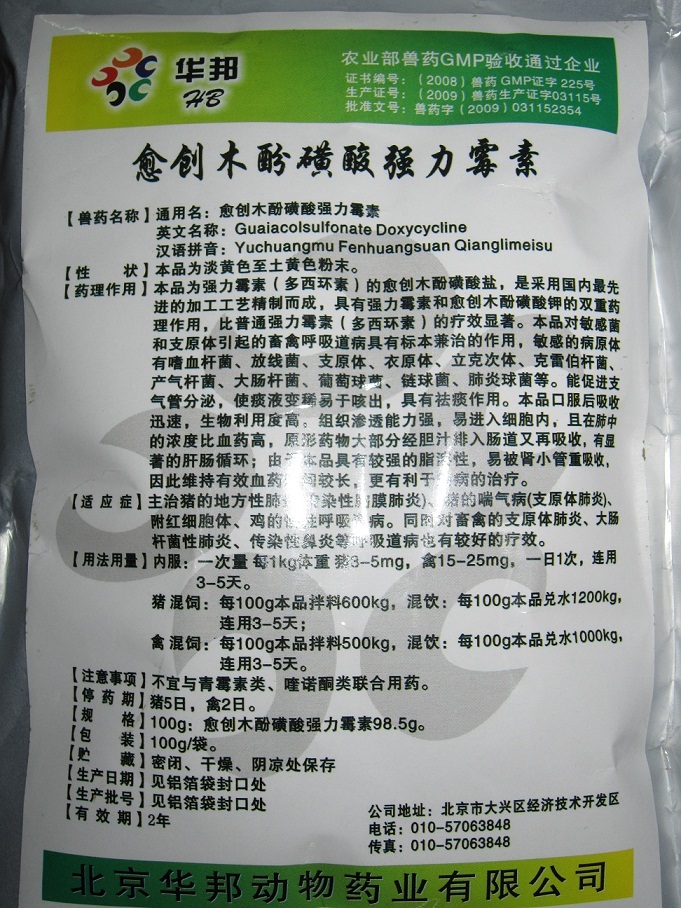 华邦
HB
农业部兽药GMP验收通过企业
证书编号：（2008）兽药 GMP证字 225号
生产证号：（2009）兽药生产证字03115号
批准文号：兽药字（2009）031152354
愈创木酚磺酸强力霉素
【兽药名称】通用名：愈创木酚磺酸强力霉素
英文名称：Guaiacolsulfonate Doxycycline
汉语拼音：Yuchuangmu Fenhuangsuan Qianglimeisu
【性 状】本品为淡黄色至土黄色粉末。
【药理作用】本品为强力霉素（多西环素）的愈创木酚磺酸盐，是采用国内最先
进的加工工艺精制而成，具有强力霉素和愈创木酚磺酸钾的双重药
理作用，比普通强力霉素（多西环素）的疗效显著。本品对敏感菌
和支原体引起的畜禽呼吸道病具有标本兼治的作用，敏感的病原体
有嗜血杆菌、放线菌、支原体、衣原体、立克次体、克雷伯杆菌、
产气杆菌、大肠杆菌、葡萄球菌、链球菌、肺炎球菌等。能促进支
气管分泌，使痰液变稀易于咳出，具有祛痰作用。本品口服后吸收
迅速，生物利用度高。组织渗透能力强，易进入细胞内，且在肺中
的浓度比血药高，原形药物大部分经胆汁排入肠道又再吸收，有显
著的肝肠循环；由于本品具有较强的脂溶性，易被肾小管重吸收，
因此维持有效血药 较长，更有利于 病的治疗。
【适 应 症】主治猪的地方性肺 传染性胸膜肺炎)、猪的喘气病(支原体肺炎)、
附红细胞体、鸡的慢性呼吸道病。同时对畜禽的支原体肺炎、大肠
杆菌性肺炎、传染性鼻炎等呼吸道病也有较好的疗效。
【用法用量】内服：一次量 每1kg体重 猪3-5mg，禽15-25mg，一日1次，连用
3-5天。
猪混饲：每100g本品拌料600kg，混饮：每100g本品兑水1200kg，
连用3-5天；
禽混饲：每100g本品拌料500kg，混饮：每100g本品兑水1000kg，
连用3-5天。
【注意事项】不宜与青霉素类、喹诺酮类联合用药。
【停 药 期】猪5日，禽2日。
【规 格】100g：愈创木酚磺酸强力霉素98.5g。
【包 装】100g/袋。
【贮 藏】密闭、干燥、阴凉处保存
【生产日期】见铝箔袋封口处
【生产批号】见铝箔袋封口处
【有 效 期】2年
公司地址：北京市大兴区经济技术开发区
电话：010-57063848
传真：010-57063848
北京华邦动物药业有限公司